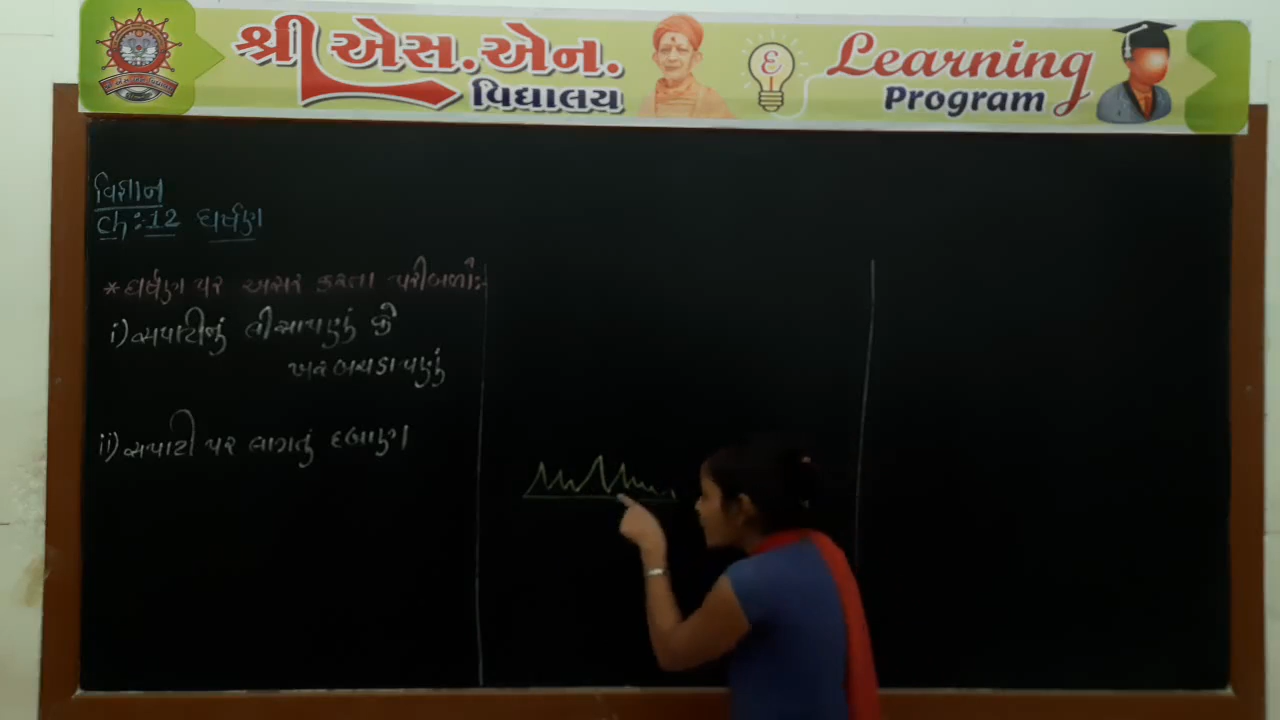 શ્રી એસ.એન.
વિદ્યાલય
Learning
Program
વિજ્ઞાન
ch:-12 ઘર્ષણ
* ઘર્ષણ પર અસર કરતા પરીબળો:-
i) સપાટીનું લીસાપણું કે
ખરબચડાપણું
ii) સપાટી પર લાગતું દબાણ